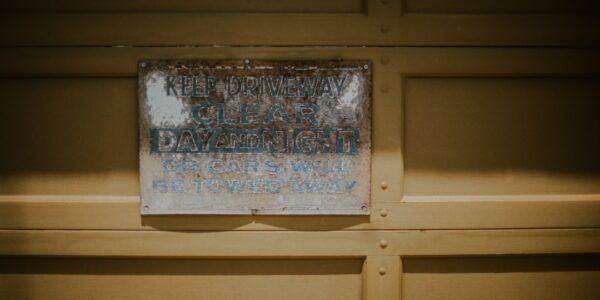 KEEP DRIVEWAY
CLEAR
DAY AND NIGHT
OR CARS WILL
BE TOWED AWAY